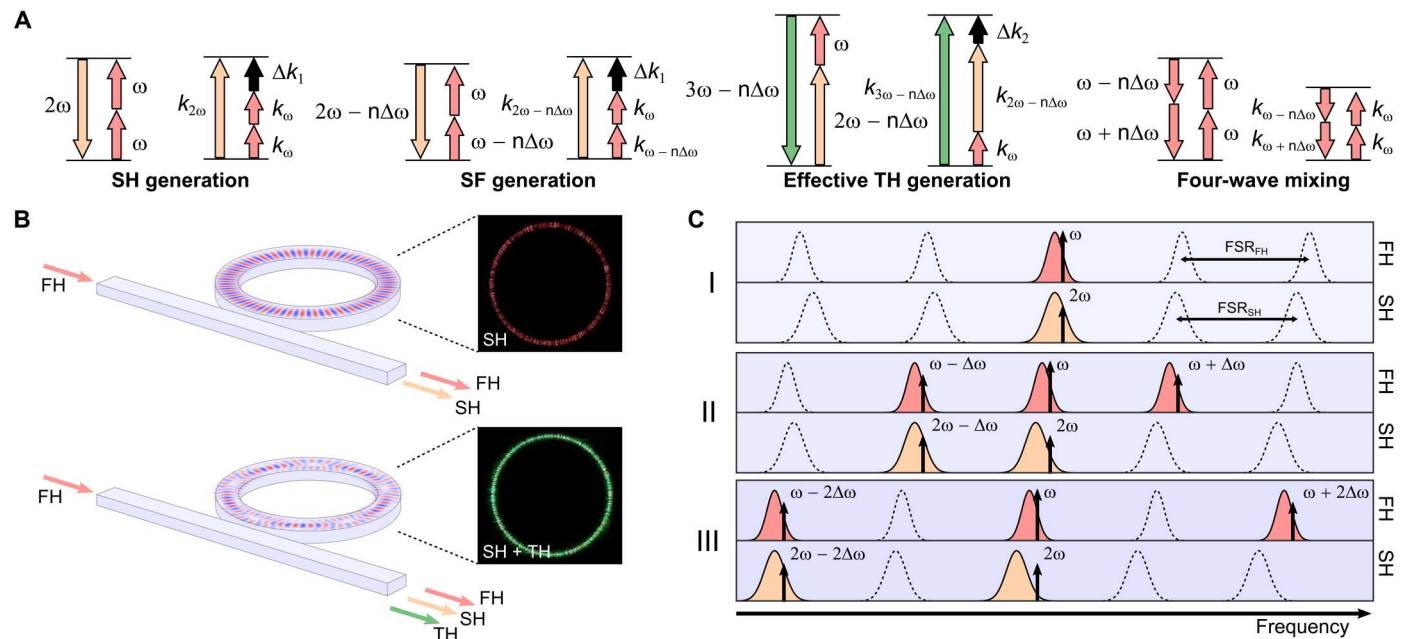 A
2ω
ω
ω
k2ω
Δk1
kω
kω
SH generation
2ω − nΔω
ω
ω − nΔω
k2ω − nΔω
Δk1
kω
kω − nΔω
SF generation
3ω − nΔω
ω
2ω − nΔω
k3ω − nΔω
Δk2
k2ω − nΔω
kω
Effective TH generation
ω − nΔω
ω + nΔω
ω
ω
kω − nΔω
kω + nΔω
kω
kω
Four-wave mixing
B
FH
SH
FH
SH
FH
SH + TH
FH
SH
TH
C
I
ω
FSRFH
FH
2ω
FSRSH
SH
II
ω − Δω
ω
ω + Δω
FH
2ω − Δω
2ω
SH
III
ω − 2Δω
ω
ω + 2Δω
FH
2ω − 2Δω
2ω
SH
Frequency